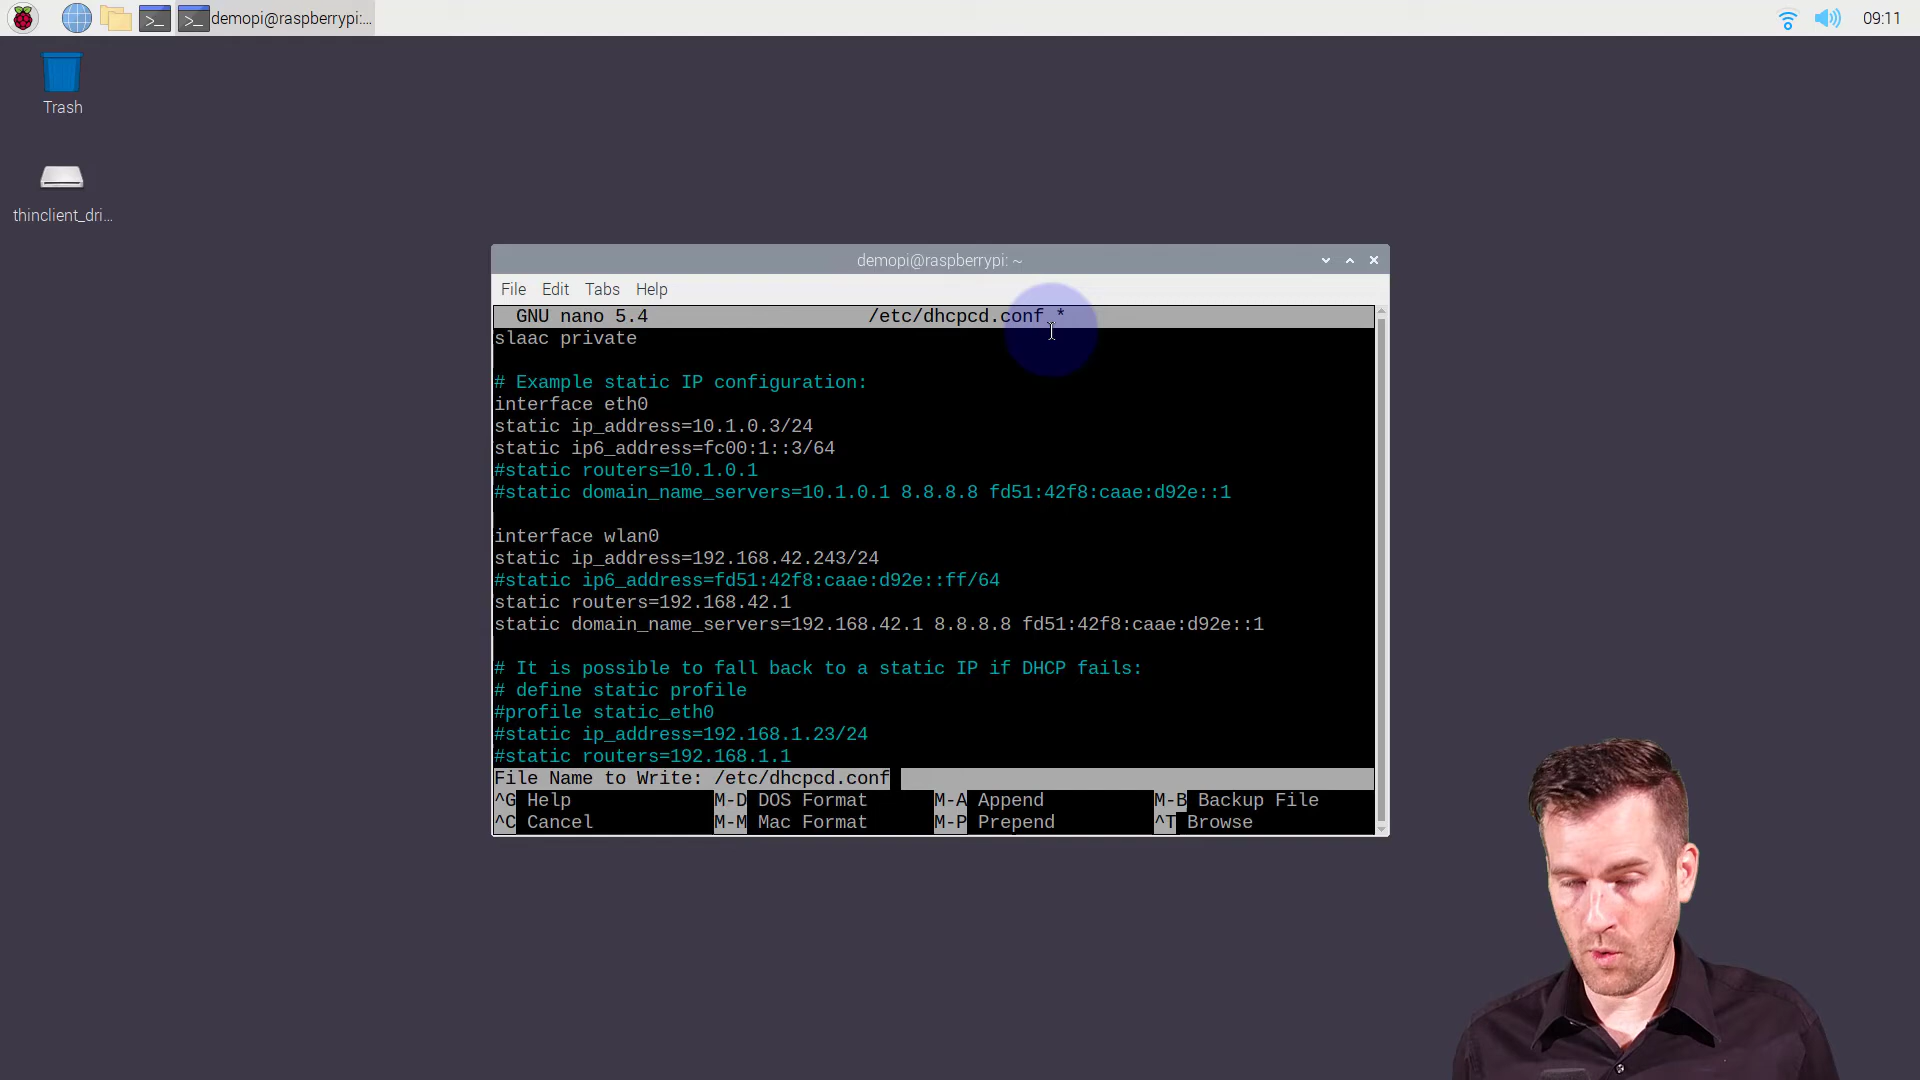 demopi@raspberrypi:...
09:11
Trash
thinclient_dri...
demopi@raspberrypi: ~
File Edit Tabs Help
GNU nano 5.4 /etc/dhcpcd.conf *
slaac private
# Example static IP configuration:
interface eth0
static ip_address=10.1.0.3/24
static ip6_address=fc00:1::3/64
#static routers=10.1.0.1
#static domain_name_servers=10.1.0.1 8.8.8.8 fd51:42f8:caae:d92e::1
interface wlan0
static ip_address=192.168.42.243/24
#static ip6_address=fd51:42f8:caae:d92e::ff/64
static routers=192.168.42.1
static domain_name_servers=192.168.42.1 8.8.8.8 fd51:42f8:caae:d92e::1
# It is possible to fall back to a static IP if DHCP fails:
# define static profile
#profile static_eth0
#static ip_address=192.168.1.23/24
#static routers=192.168.1.1
File Name to Write: /etc/dhcpcd.conf
^G Help M-D DOS Format M-A Append M-B Backup File
^C Cancel M-M Mac Format M-P Prepend ^T Browse